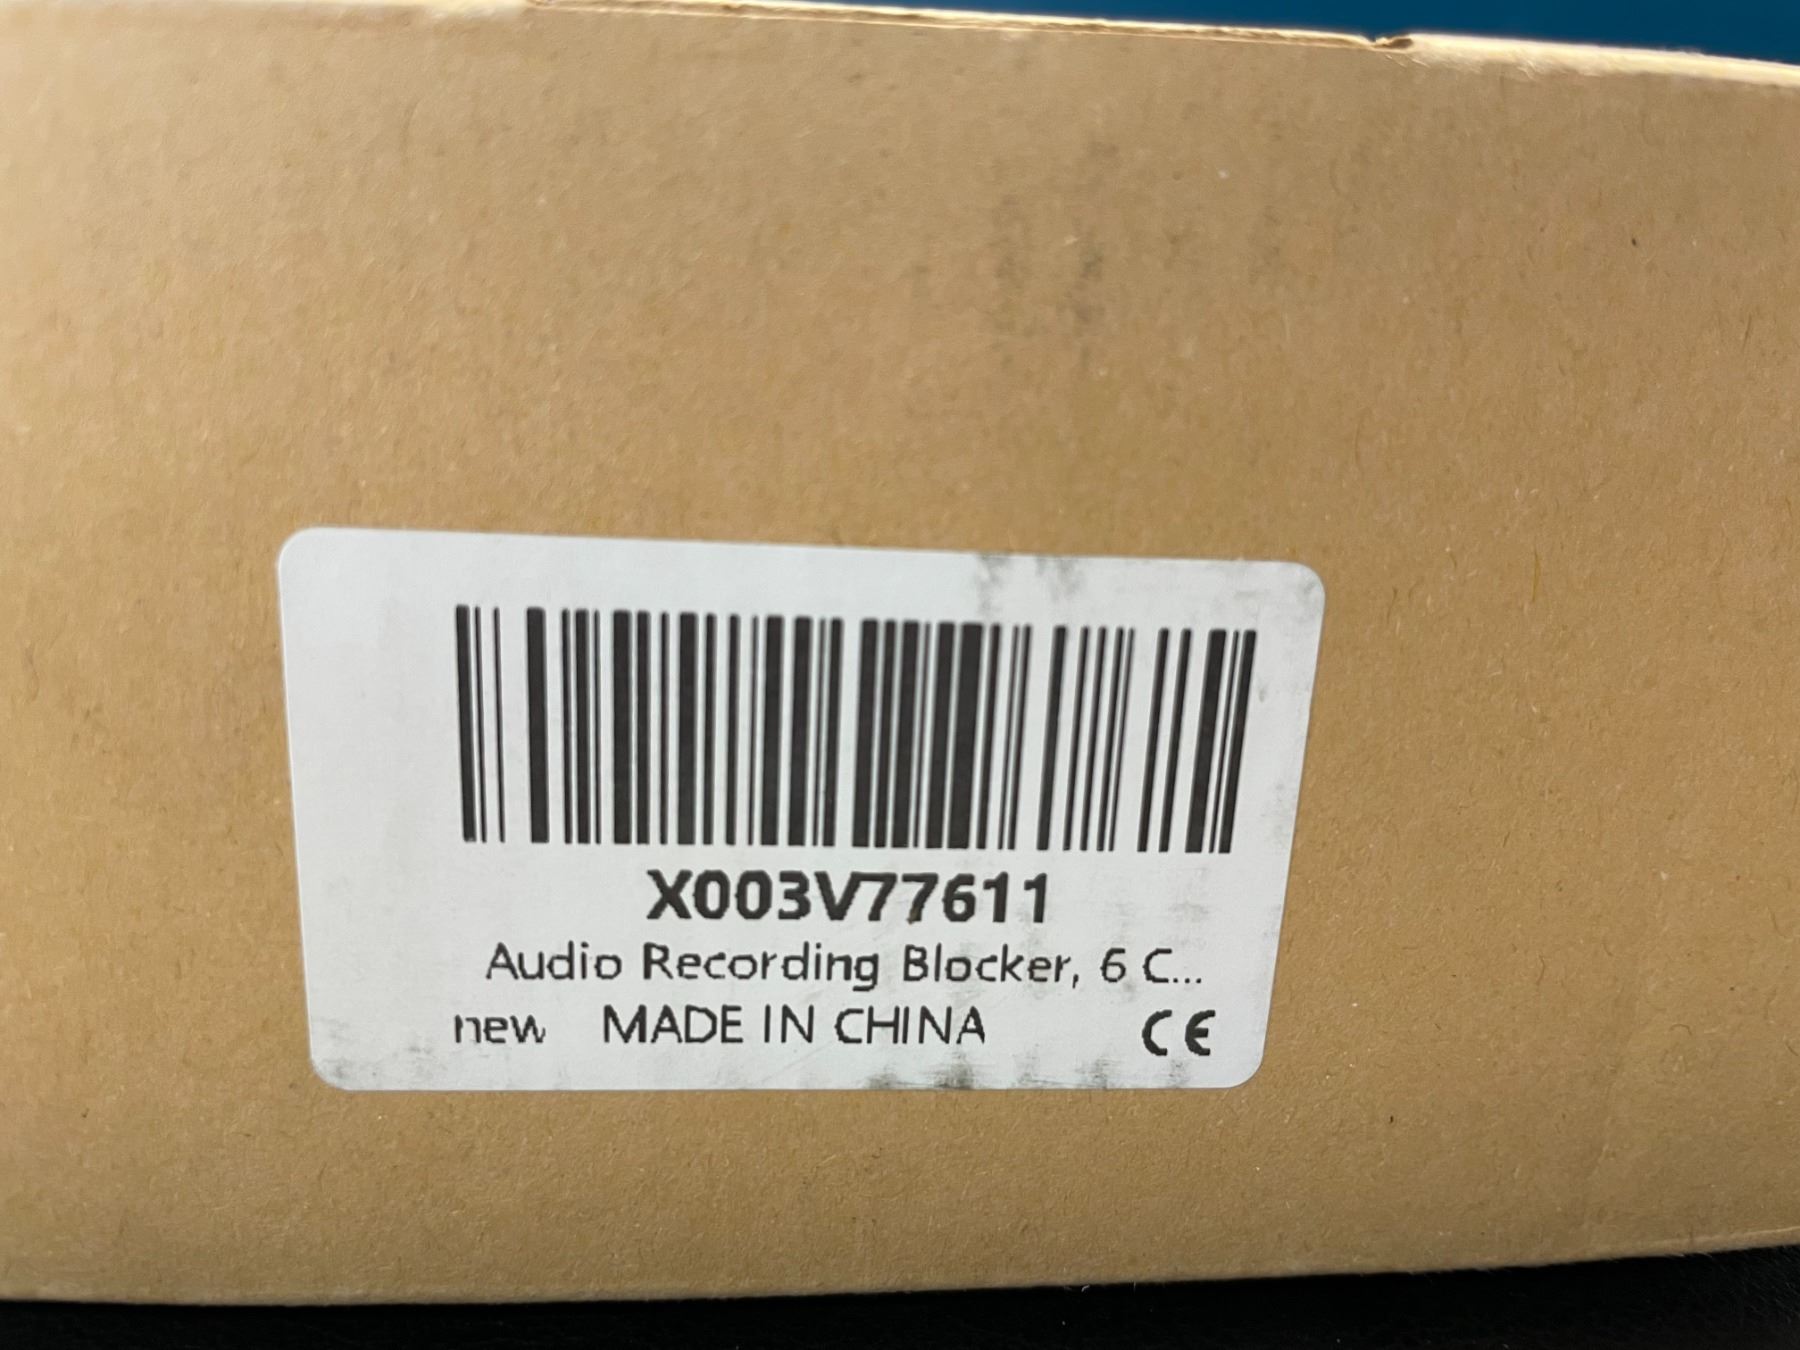 X003V77611
Audio Recording Blocker, 6 C...
new MADE IN CHINA CE